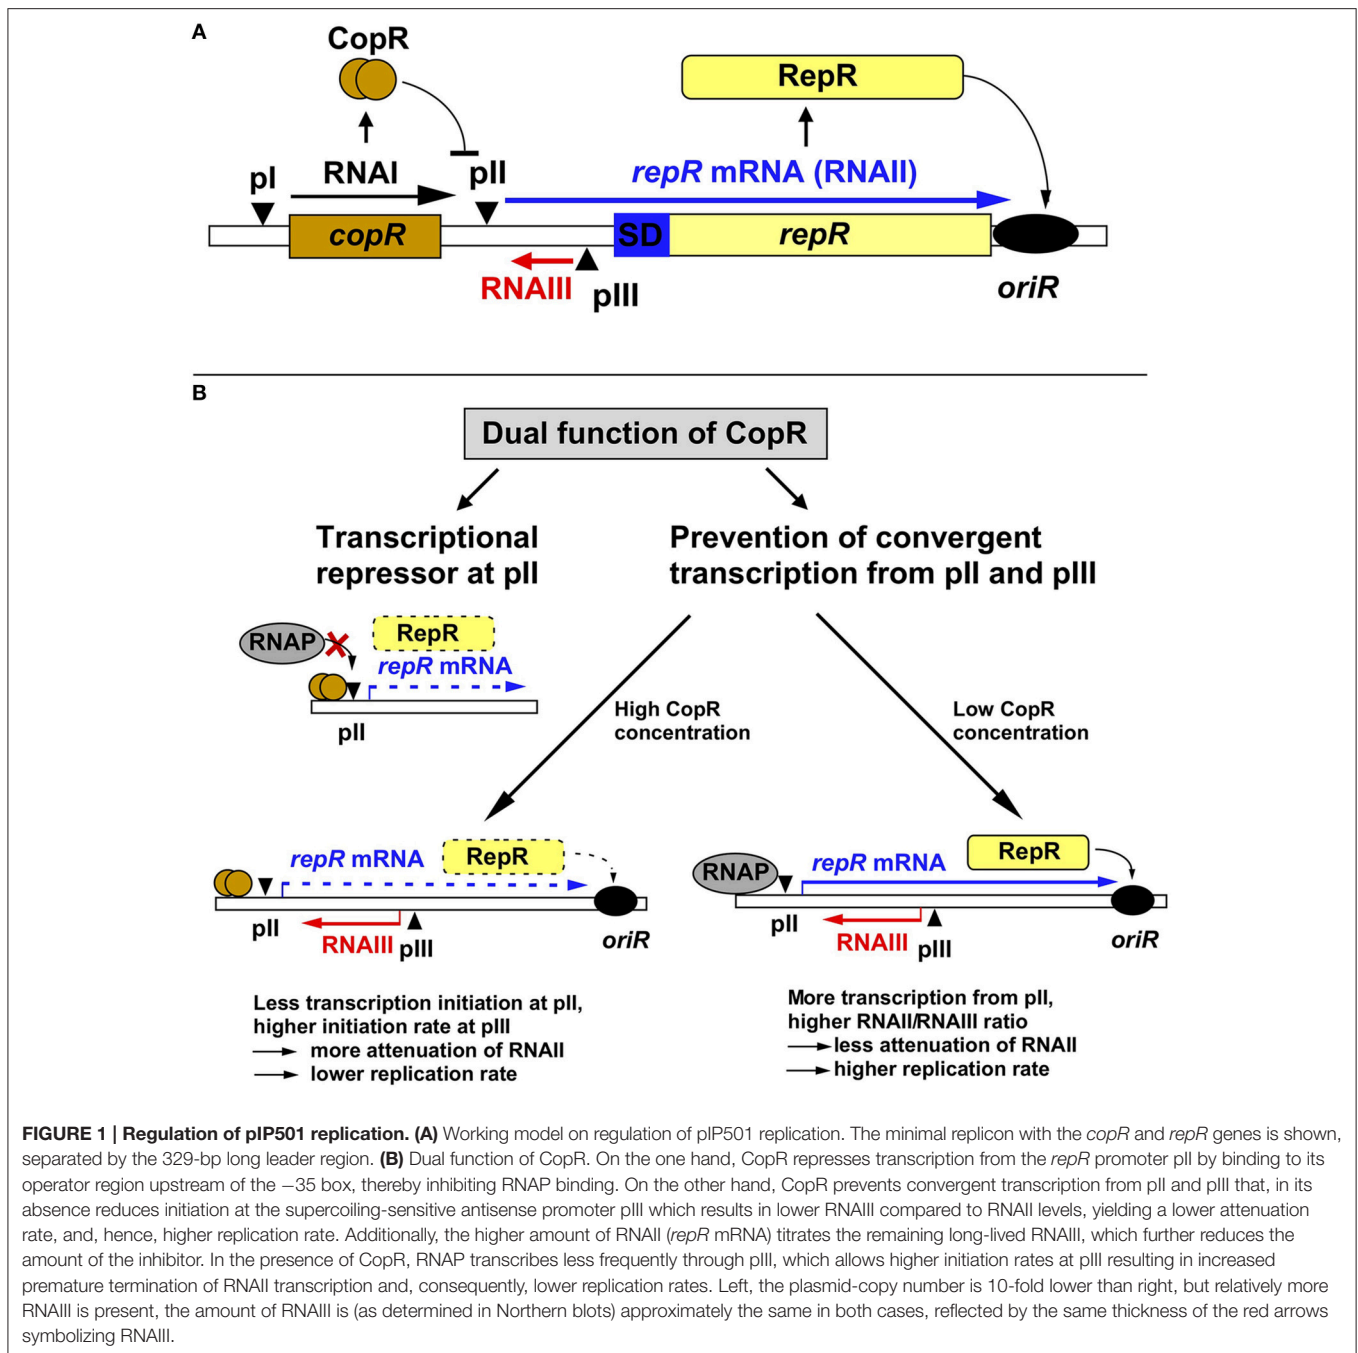 A
CopR
RepR
pI
RNAI
pII
repR mRNA (RNAII)
copR
SD
repR
RNAIII
pIII
oriR
B
Dual function of CopR
Transcriptional
repressor at pII
Prevention of convergent
transcription from pII and pIII
RNAP
RepR
repR mRNA
pII
High CopR
concentration
Low CopR
concentration
repR mRNA
RepR
pII
RNAIII
pIII
oriR
RNAP
repR mRNA
RepR
pII
RNAIII
pIII
oriR
Less transcription initiation at pII,
higher initiation rate at pIII
more attenuation of RNAII
lower replication rate
More transcription from pII,
higher RNAII/RNAIII ratio
less attenuation of RNAII
higher replication rate
FIGURE 1 | Regulation of pIP501 replication. (A) Working model on regulation of pIP501 replication. The minimal replicon with the copR and repR genes is shown,
separated by the 329-bp long leader region. (B) Dual function of CopR. On the one hand, CopR represses transcription from the repR promoter pII by binding to its
operator region upstream of the −35 box, thereby inhibiting RNAP binding. On the other hand, CopR prevents convergent transcription from pII and pIII that, in its
absence reduces initiation at the supercoiling-sensitive antisense promoter pIII which results in lower RNAIII compared to RNAII levels, yielding a lower attenuation
rate, and, hence, higher replication rate. Additionally, the higher amount of RNAII (repR mRNA) titrates the remaining long-lived RNAIII, which further reduces the
amount of the inhibitor. In the presence of CopR, RNAP transcribes less frequently through pIII, which allows higher initiation rates at pIII resulting in increased
premature termination of RNAII transcription and, consequently, lower replication rates. Left, the plasmid-copy number is 10-fold lower than right, but relatively more
RNAIII is present, the amount of RNAIII is (as determined in Northern blots) approximately the same in both cases, reflected by the same thickness of the red arrows
symbolizing RNAIII.